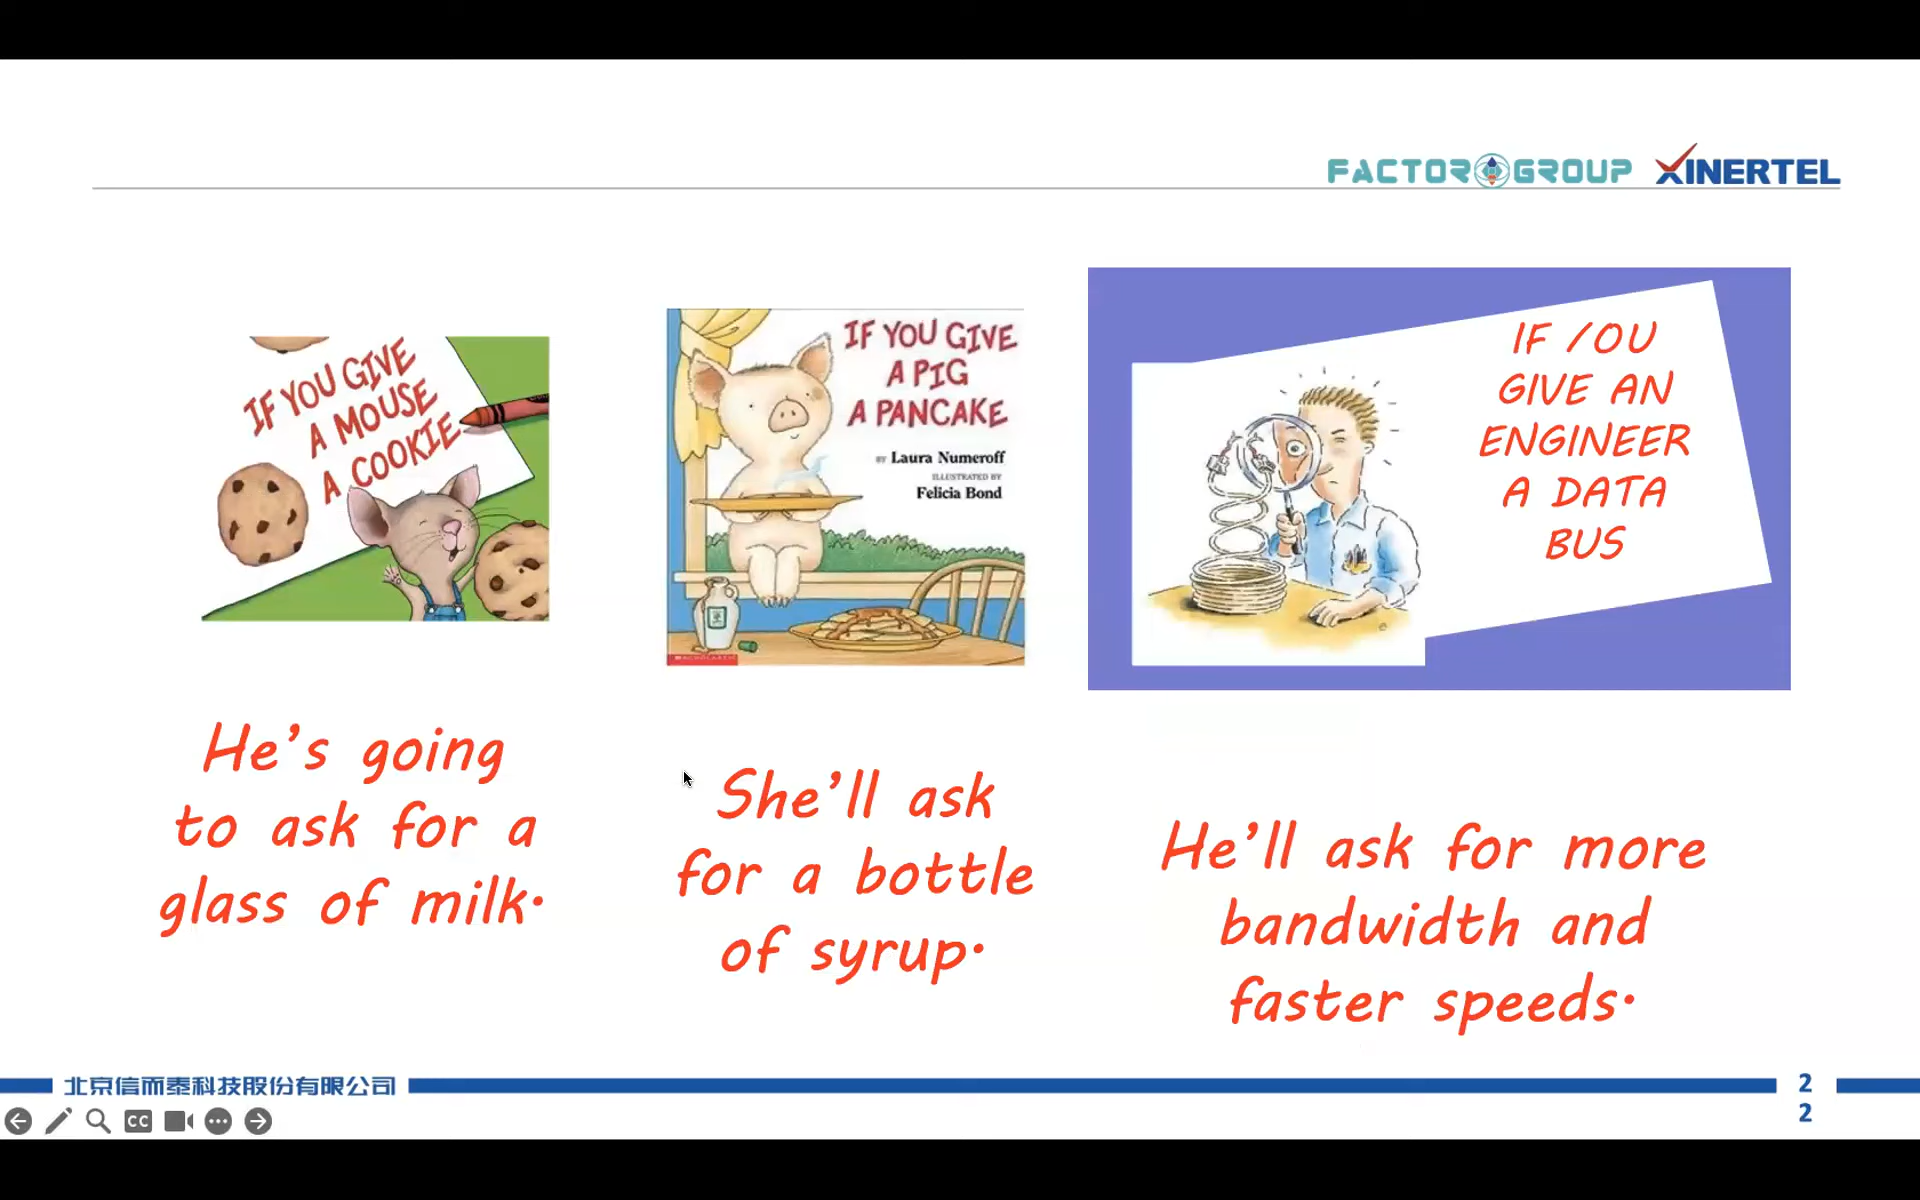 FACTOR GROUP XINERTEL
IF YOU GIVE
A MOUSE
A COOKIE
IF YOU GIVE
A PIG
A PANCAKE
BY Laura Numeroff
ILLUSTRATED BY
Felicia Bond
SCHOLASTIC
IF /OU
GIVE AN
ENGINEER
A DATA
BUS
He's going
to ask for a
glass of milk.
She'll ask
for a bottle
of syrup.
He'll ask for more
bandwidth and
faster speeds.
北京信而泰科技股份有限公司
2
2
CC